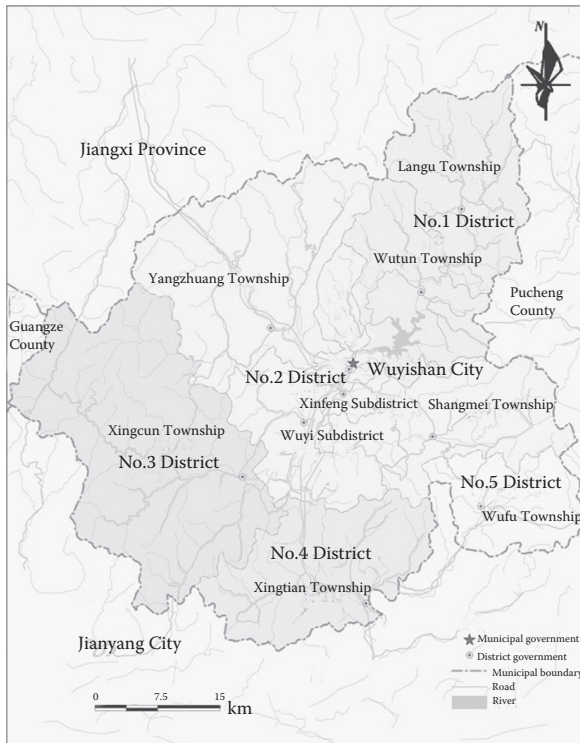 N
Jiangxi Province
Langu Township
No.1 District
Wutun Township
Yangzhuang Township
Pucheng
County
Guangze
County
No.2 District
Wuyishan City
Xinfeng Subdistrict
Shangmei Township
Xingcun Township
Wuyi Subdistrict
No.3 District
No.5 District
Wufu Township
No.4 District
Xingtian Township
Jianyang City
Municipal government
District government
Municipal boundary
Road
River
0 7.5 15
km